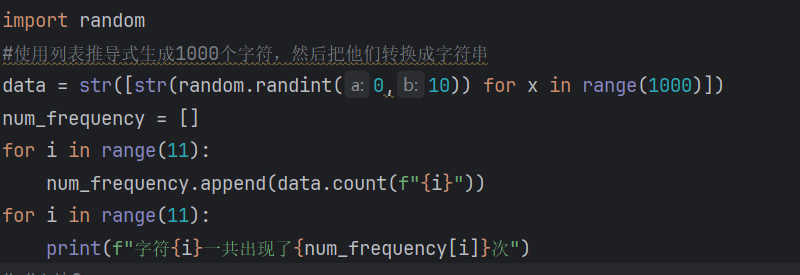 import random
#使用列表推导式生成1000个字符，然后把他们转换成字符串
data = str([str(random.randint(a:0,b:10)) for x in range(1000)])
num_frequency = []
for i in range(11):
    num_frequency.append(data.count(f"{i}"))
for i in range(11):
    print(f"字符{i}一共出现了{num_frequency[i]}次")